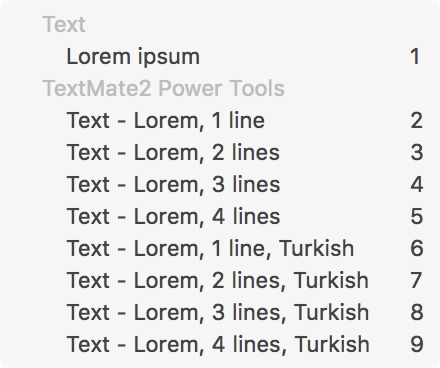 Text
Lorem ipsum 1
TextMate2 Power Tools
Text - Lorem, 1 line 2
Text - Lorem, 2 lines 3
Text - Lorem, 3 lines 4
Text - Lorem, 4 lines 5
Text - Lorem, 1 line, Turkish 6
Text - Lorem, 2 lines, Turkish 7
Text - Lorem, 3 lines, Turkish 8
Text - Lorem, 4 lines, Turkish 9